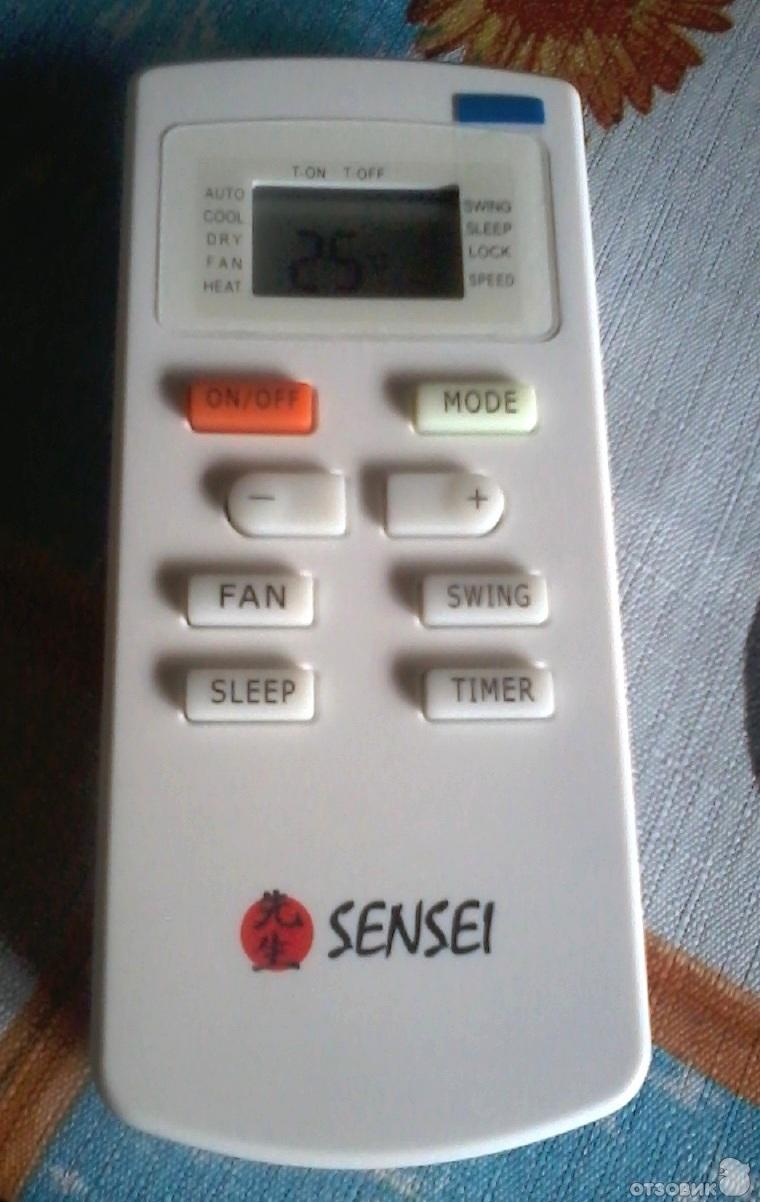 T-ON T-OFF
AUTO
COOL
DRY
FAN
HEAT
25°C
SWING
SLEEP
LOCK
SPEED
ON/OFF MODE
− +
FAN SWING
SLEEP TIMER
先生 SENSEI
ОТЗОВИК